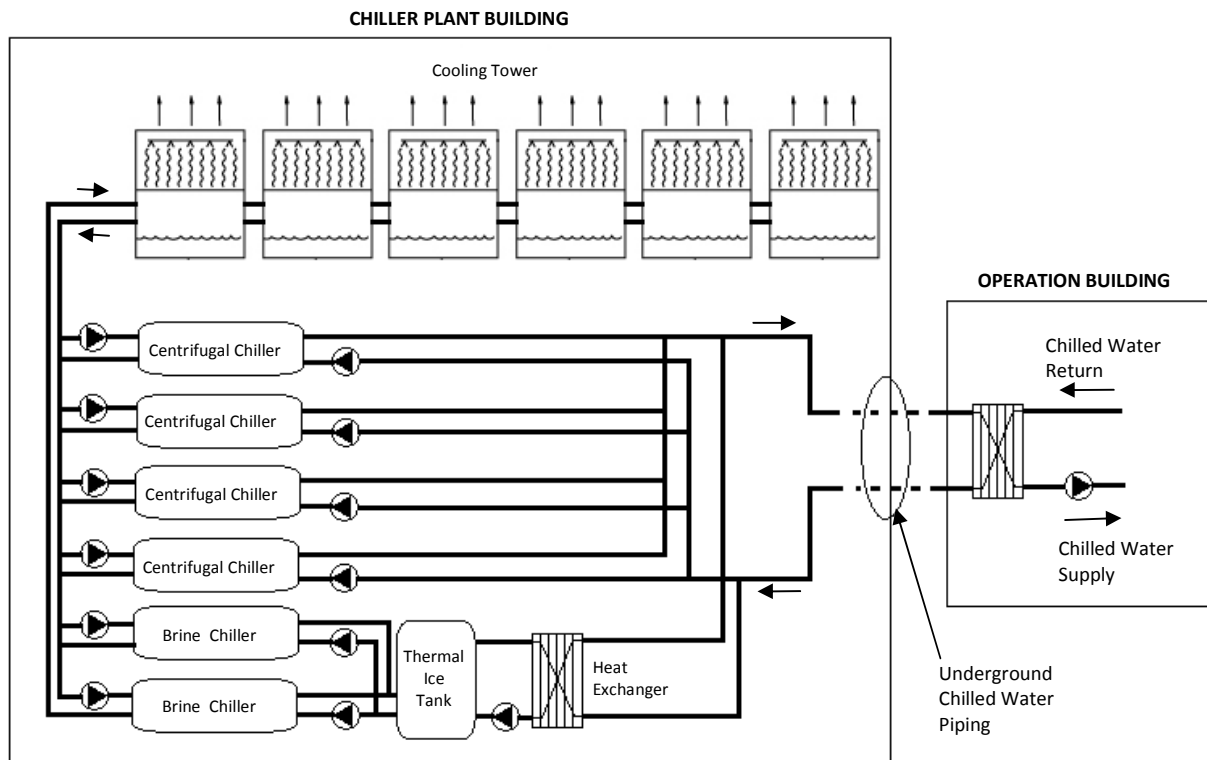 CHILLER PLANT BUILDING
Cooling Tower
OPERATION BUILDING
Centrifugal Chiller
Chilled Water
Return
Centrifugal Chiller
Centrifugal Chiller
Centrifugal Chiller
Chilled Water
Supply
Brine  Chiller
Thermal
Ice
Tank
Heat
Exchanger
Underground
Chilled Water
Piping
Brine  Chiller